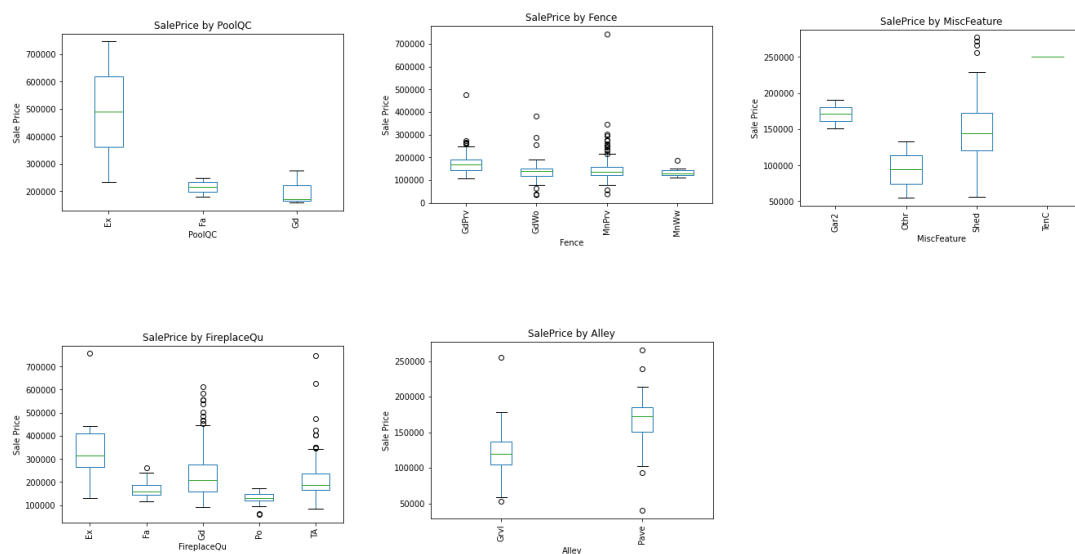 SalePrice by PoolQC
700000
600000
500000
400000
300000
200000
Sale Price
Ex
Fa
Gd
PoolQC
SalePrice by Fence
700000
600000
500000
400000
300000
200000
100000
0
Sale Price
GdPrv
GdWo
MnPrv
MnWw
Fence
SalePrice by MiscFeature
250000
200000
150000
100000
50000
Sale Price
Gar2
Othr
Shed
TenC
MiscFeature
SalePrice by FireplaceQu
700000
600000
500000
400000
300000
200000
100000
Sale Price
Ex
Fa
Gd
Po
TA
FireplaceQu
SalePrice by Alley
250000
200000
150000
100000
50000
Sale Price
Grvl
Pave
Alley